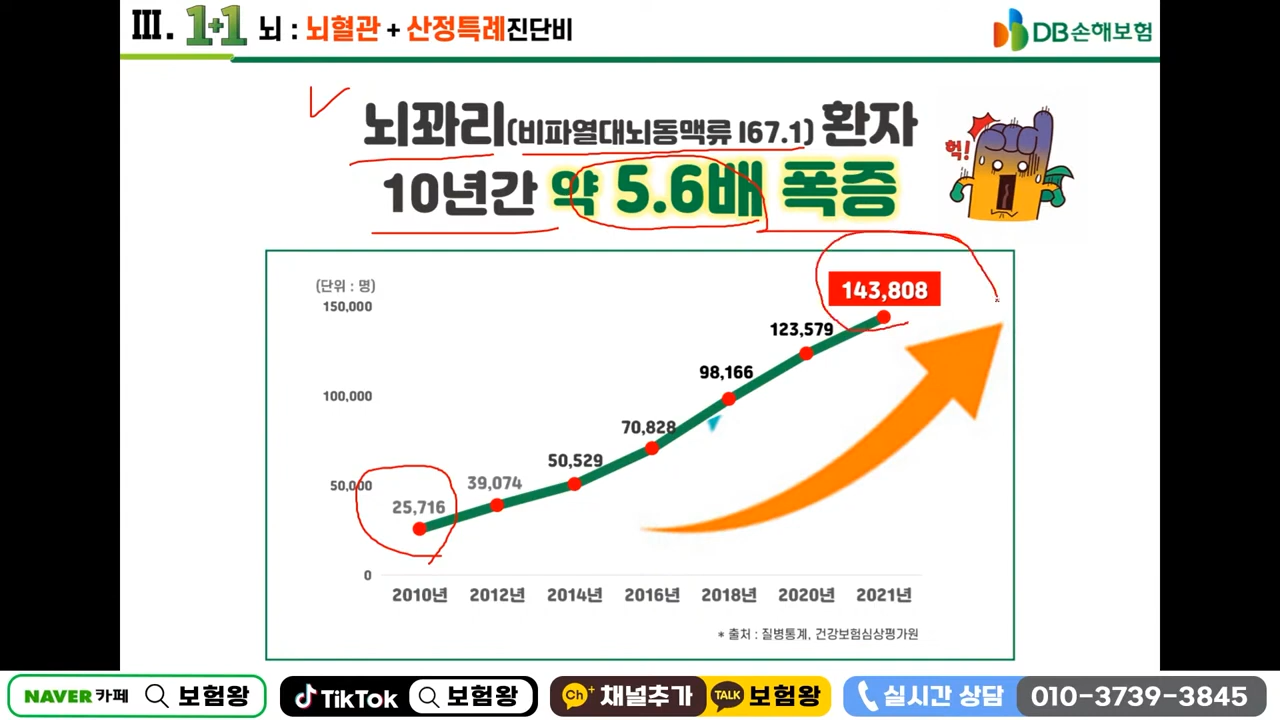 III. 1+1 뇌 : 뇌혈관 + 산정특례진단비
DB손해보험
뇌꽈리(비파열대뇌동맥류 I67.1) 환자
10년간 약 5.6배 폭증
헉!
(단위 : 명)
150,000
100,000
50,000
0
25,716
39,074
50,529
70,828
98,166
123,579
143,808
2010년 2012년 2014년 2016년 2018년 2020년 2021년
* 출처 : 질병통계, 건강보험심상평가원
NAVER 카페 보험왕
TikTok 보험왕
Ch+ 채널추가 TALK 보험왕
실시간 상담 010-3739-3845